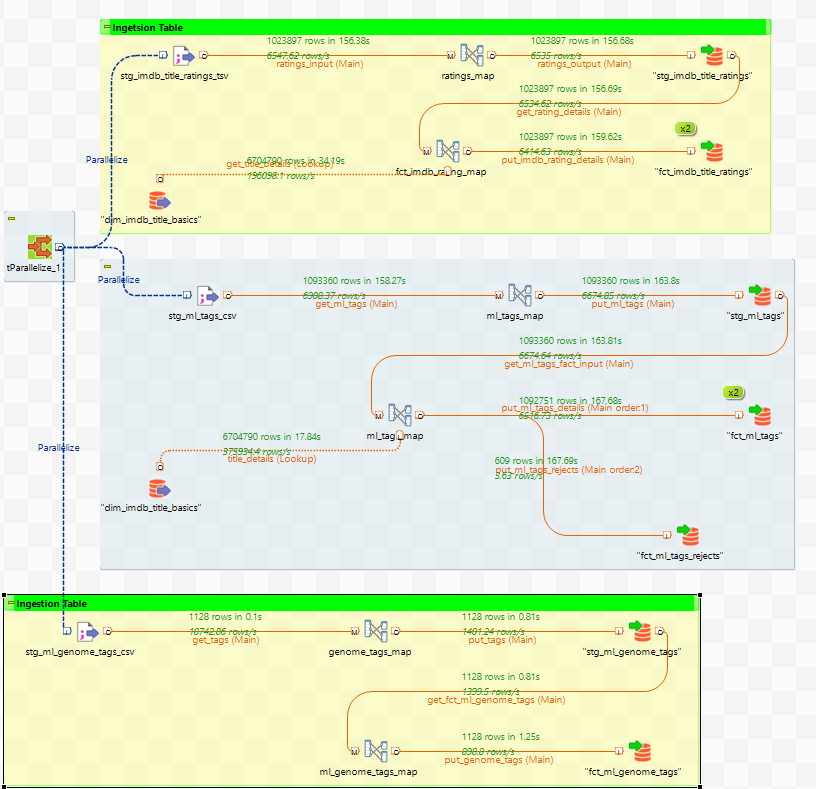 Ingetsion Table
1023897 rows in 156.38s
6547.62 rows/s
ratings_input (Main)
1023897 rows in 156.68s
6535 rows/s
ratings_output (Main)
stg_imdb_title_ratings_tsv
ratings_map
"stg_imdb_title_ratings"
1023897 rows in 156.69s
6534.62 rows/s
get_rating_details (Main)
x2
1023897 rows in 159.62s
6414.63 rows/s
put_imdb_rating_details (Main)
Parallelize
6704790 rows in 34.19s
get_title_details (Lookup)
196098.1 rows/s
fct_imdb_rating_map
"fct_imdb_title_ratings"
"dim_imdb_title_basics"
tParallelize_1
Parallelize
1093360 rows in 158.27s
6908.37 rows/s
get_ml_tags (Main)
1093360 rows in 163.8s
6674.85 rows/s
put_ml_tags (Main)
stg_ml_tags_csv
ml_tags_map
"stg_ml_tags"
1093360 rows in 163.81s
6674.64 rows/s
get_ml_tags_fact_input (Main)
x2
1092751 rows in 167.68s
put_ml_tags_details (Main order:1)
6516.73 rows/s
ml_tag_map
"fct_ml_tags"
Parallelize
6704790 rows in 17.84s
375934.4 rows/s
title_details (Lookup)
609 rows in 167.69s
put_ml_tags_rejects (Main order:2)
3.63 rows/s
"dim_imdb_title_basics"
"fct_ml_tags_rejects"
Ingestion Table
1128 rows in 0.1s
10742.86 rows/s
get_tags (Main)
1128 rows in 0.81s
1401.24 rows/s
put_tags (Main)
stg_ml_genome_tags_csv
genome_tags_map
"stg_ml_genome_tags"
1128 rows in 0.81s
1399.5 rows/s
get_fct_ml_genome_tags (Main)
1128 rows in 1.25s
898.8 rows/s
put_genome_tags (Main)
ml_genome_tags_map
"fct_ml_genome_tags"